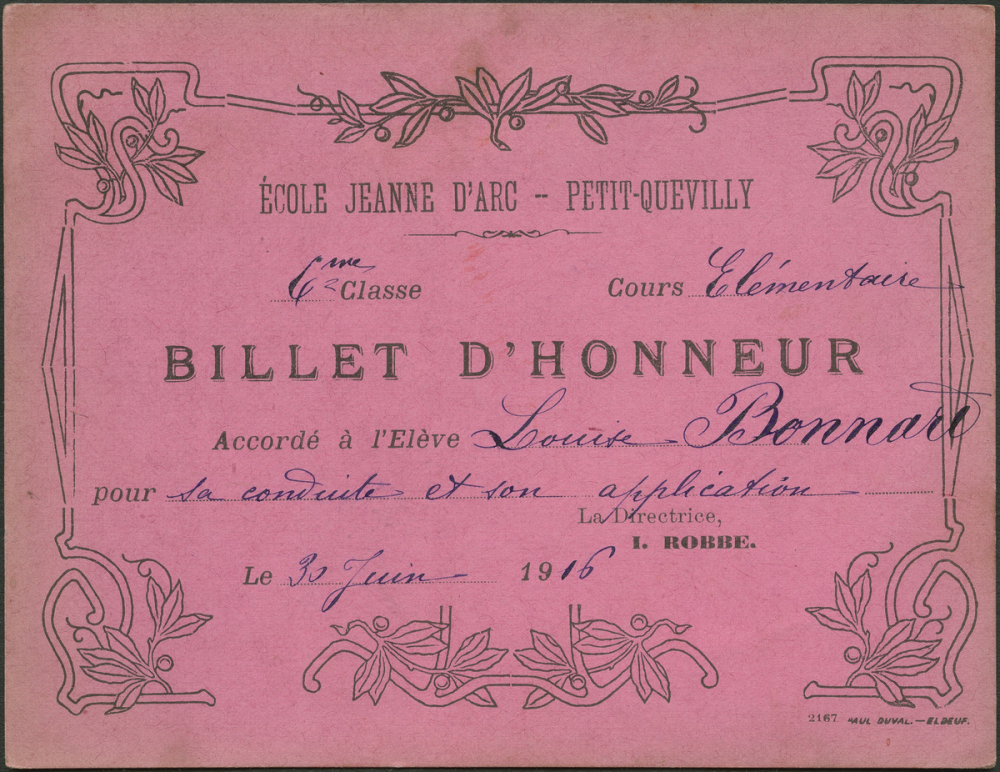 ÉCOLE JEANNE D'ARC -- PETIT-QUEVILLY
6me Classe Cours Elémentaire
BILLET D'HONNEUR
Accordé à l'Elève Louise Bonnart
pour sa conduite et son application
La Directrice,
I. ROBBE.
Le 30 Juin 1916
2167 PAUL DUVAL.—ELBEUF.